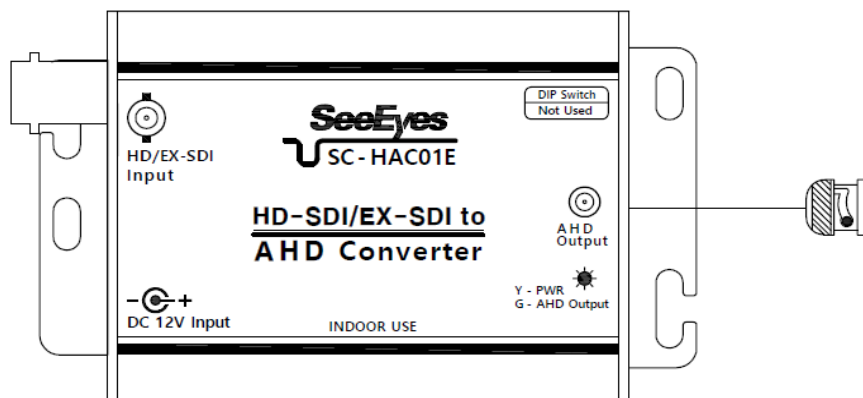 DIP Switch
Not Used
SeeEyes
SC-HAC01E
HD/EX-SDI
Input
HD-SDI/EX-SDI to
AHD Converter
AHD
Output
Y - PWR
G - AHD Output
- +
DC 12V Input
INDOOR USE